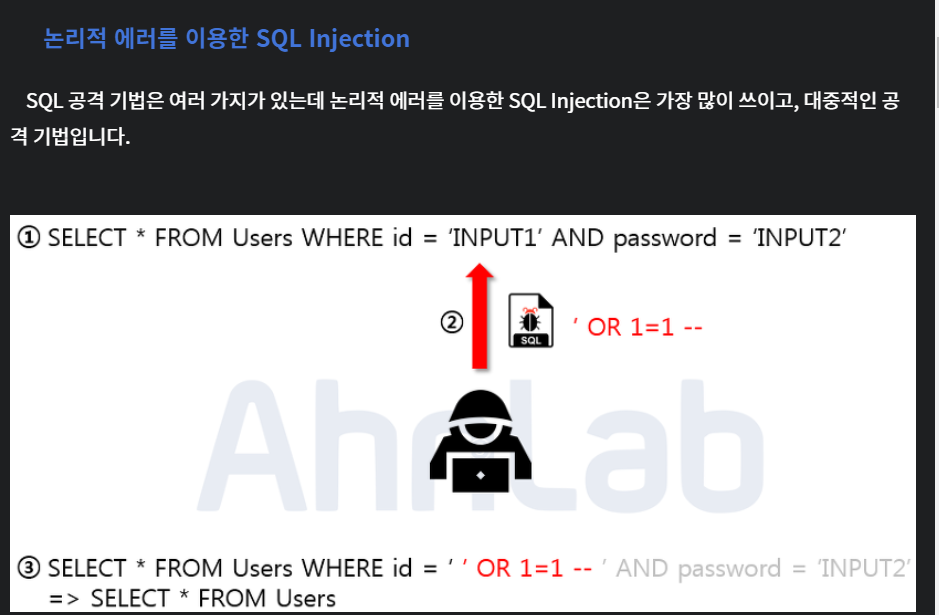 논리적 에러를 이용한 SQL Injection
SQL 공격 기법은 여러 가지가 있는데 논리적 에러를 이용한 SQL Injection은 가장 많이 쓰이고, 대중적인 공
격 기법입니다.
① SELECT * FROM Users WHERE id = 'INPUT1' AND password = 'INPUT2'
② SQL ' OR 1=1 --
AhnLab
③ SELECT * FROM Users WHERE id = ' ' OR 1=1 -- ' AND password = 'INPUT2'
=> SELECT * FROM Users